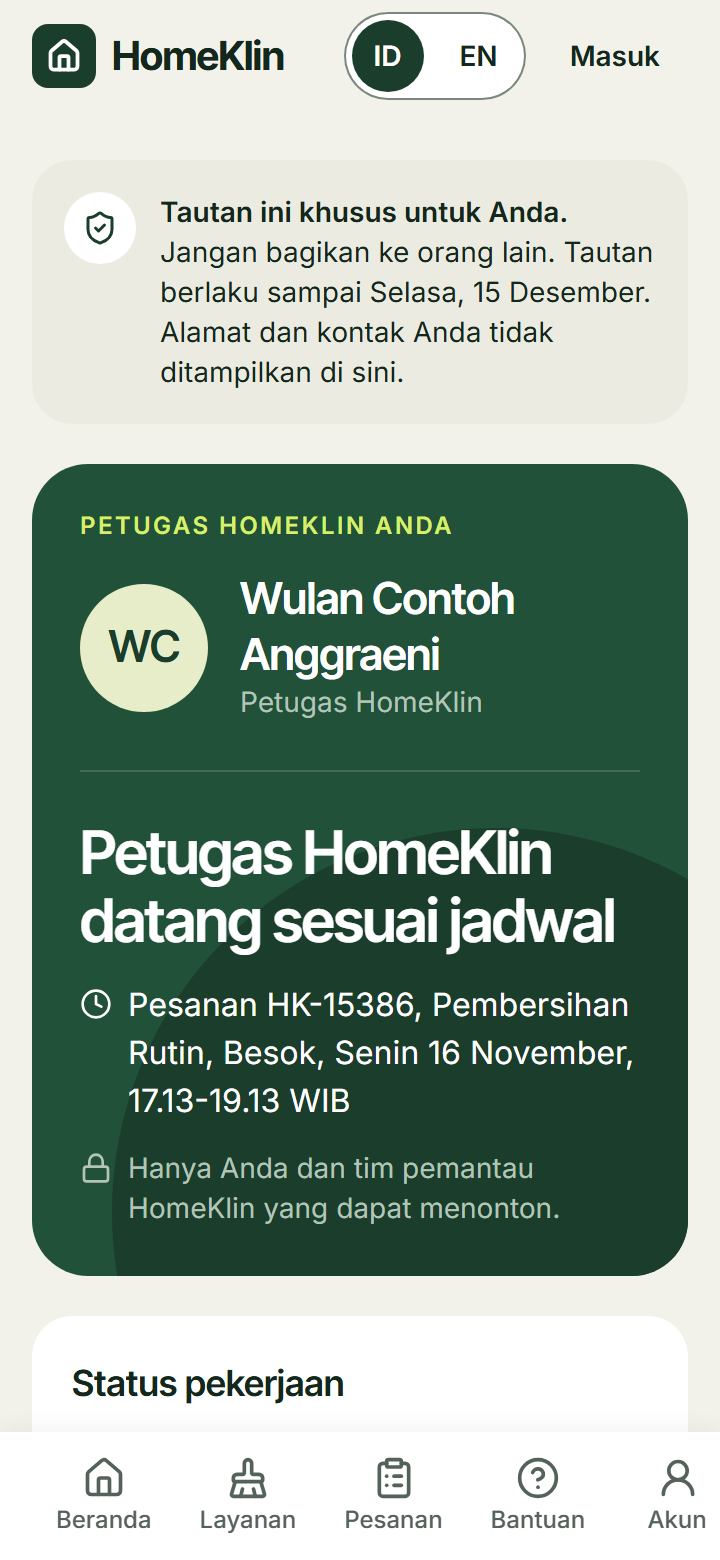 HomeKlin
ID EN
Masuk
Tautan ini khusus untuk Anda.
Jangan bagikan ke orang lain. Tautan
berlaku sampai Selasa, 15 Desember.
Alamat dan kontak Anda tidak
ditampilkan di sini.
PETUGAS HOMEKLIN ANDA
WC
Wulan Contoh
Anggraeni
Petugas HomeKlin
Petugas HomeKlin
datang sesuai jadwal
Pesanan HK-15386, Pembersihan
Rutin, Besok, Senin 16 November,
17.13-19.13 WIB
Hanya Anda dan tim pemantau
HomeKlin yang dapat menonton.
Status pekerjaan
Beranda
Layanan
Pesanan
Bantuan
Akun